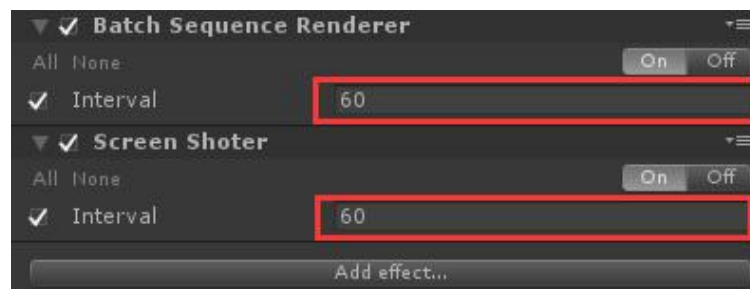 Batch Sequence Renderer
All None On Off
Interval 60
Screen Shoter
All None On Off
Interval 60
Add effect...